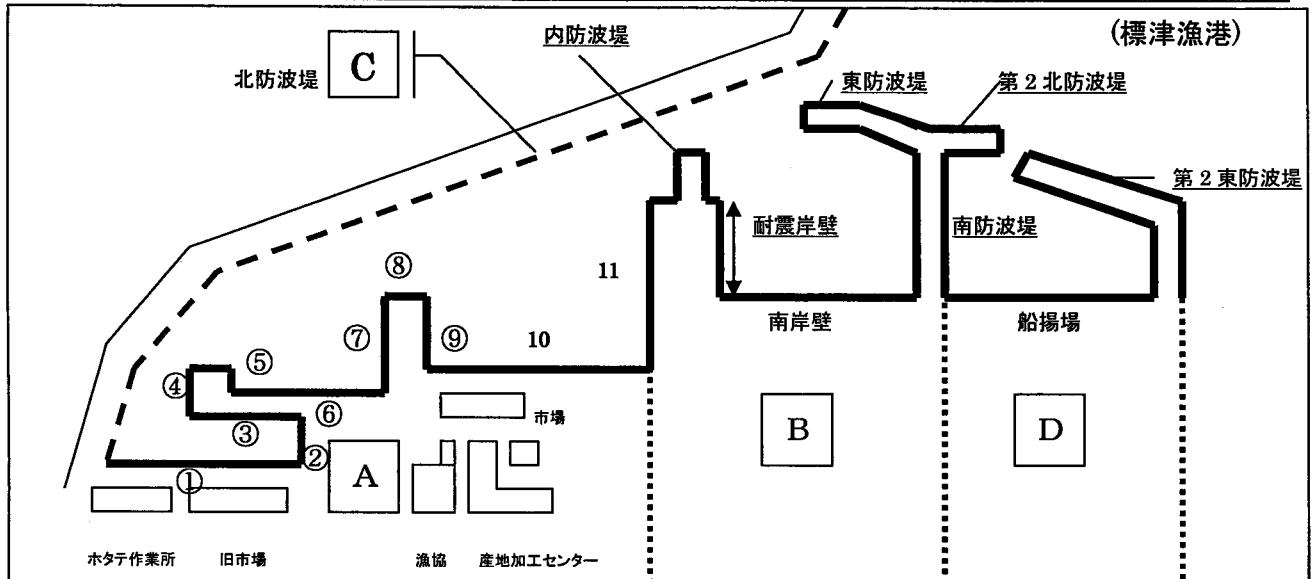 (標津漁港)
内防波堤
C
北防波堤
東防波堤
第2北防波堤
第2東防波堤
耐震岸壁
南防波堤
⑧
11
南岸壁
船揚場
⑦
⑨
10
⑤
④
⑥
市場
③
B
D
②
A
①
ホタテ作業所
旧市場
漁協
産地加工センター